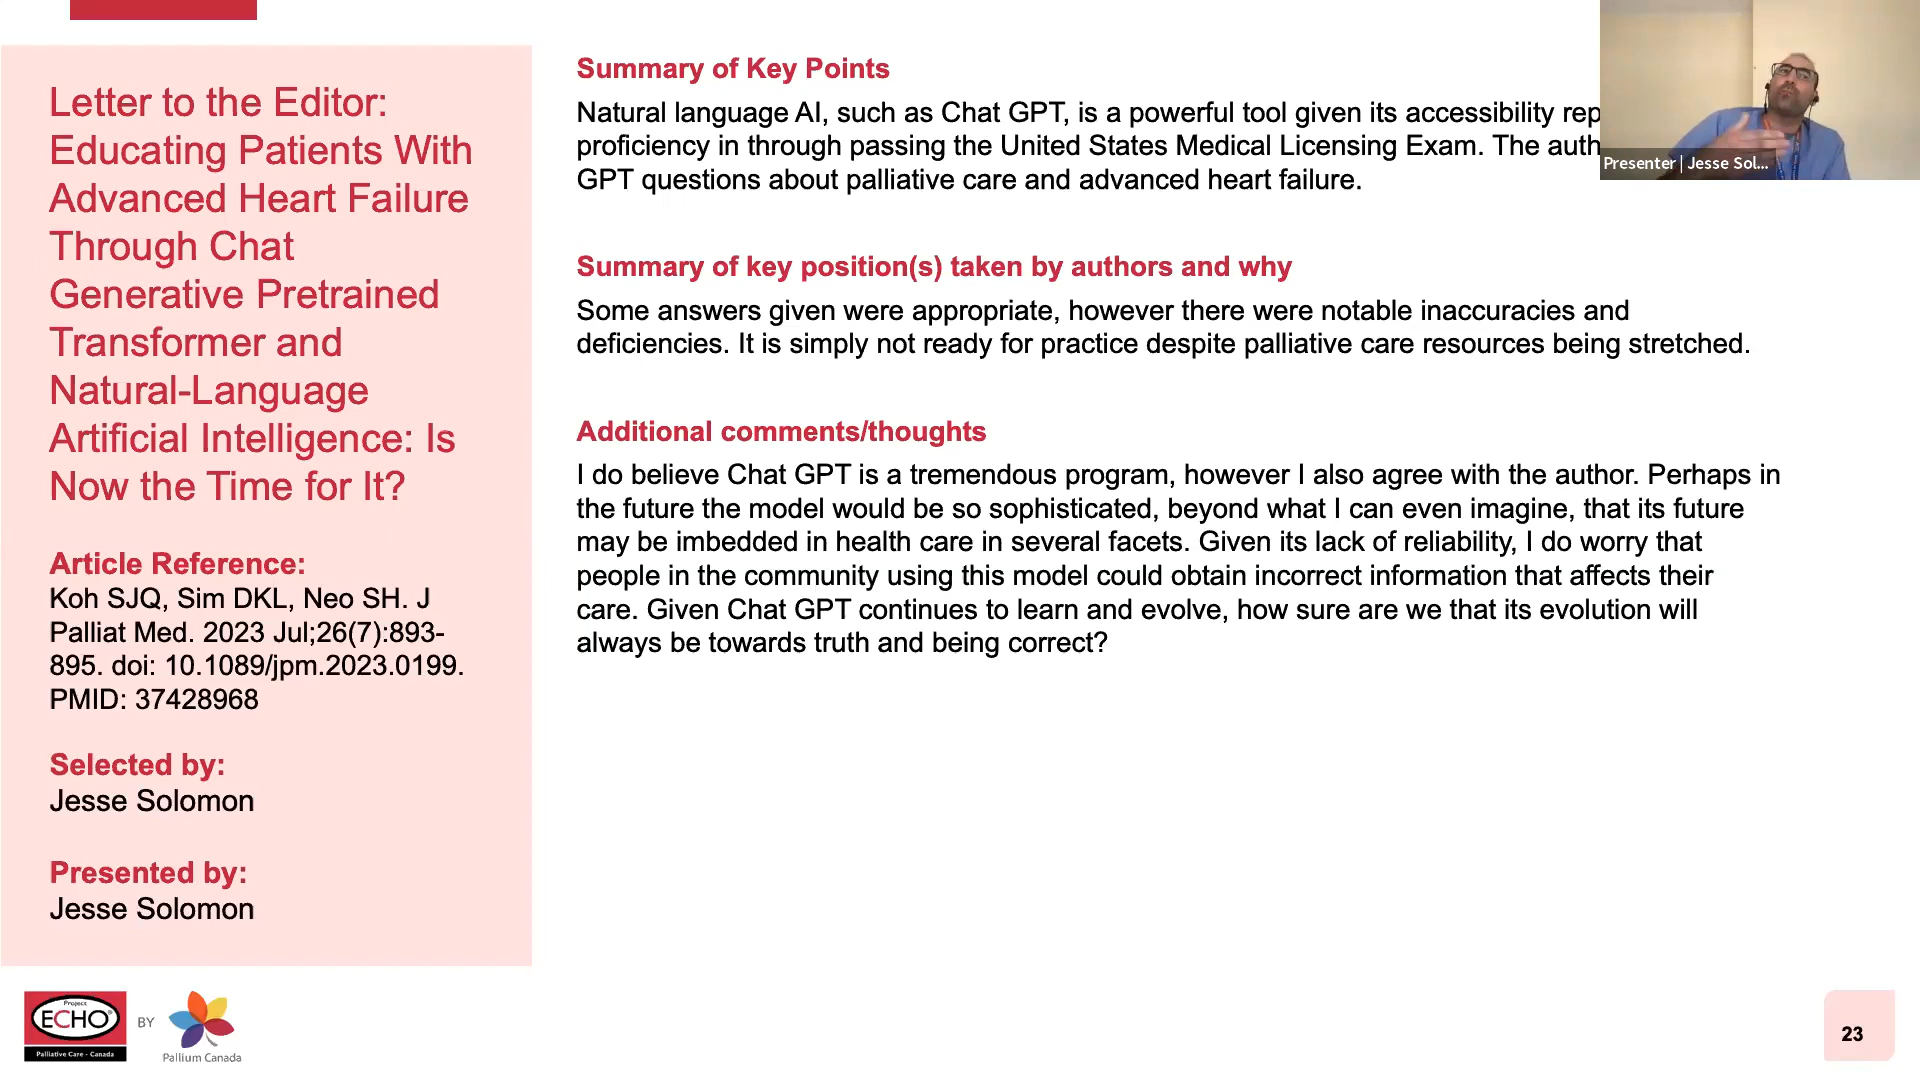 Letter to the Editor:
Educating Patients With
Advanced Heart Failure
Through Chat
Generative Pretrained
Transformer and
Natural-Language
Artificial Intelligence: Is
Now the Time for It?
Article Reference:
Koh SJQ, Sim DKL, Neo SH. J
Palliat Med. 2023 Jul;26(7):893-
895. doi: 10.1089/jpm.2023.0199.
PMID: 37428968
Selected by:
Jesse Solomon
Presented by:
Jesse Solomon
Summary of Key Points
Natural language AI, such as Chat GPT, is a powerful tool given its accessibility rep
proficiency in through passing the United States Medical Licensing Exam. The auth
GPT questions about palliative care and advanced heart failure.
Summary of key position(s) taken by authors and why
Some answers given were appropriate, however there were notable inaccuracies and
deficiencies. It is simply not ready for practice despite palliative care resources being stretched.
Additional comments/thoughts
I do believe Chat GPT is a tremendous program, however I also agree with the author. Perhaps in
the future the model would be so sophisticated, beyond what I can even imagine, that its future
may be imbedded in health care in several facets. Given its lack of reliability, I do worry that
people in the community using this model could obtain incorrect information that affects their
care. Given Chat GPT continues to learn and evolve, how sure are we that its evolution will
always be towards truth and being correct?
Presenter | Jesse Sol...
Project
ECHO®
Palliative Care - Canada
BY
Pallium Canada
23